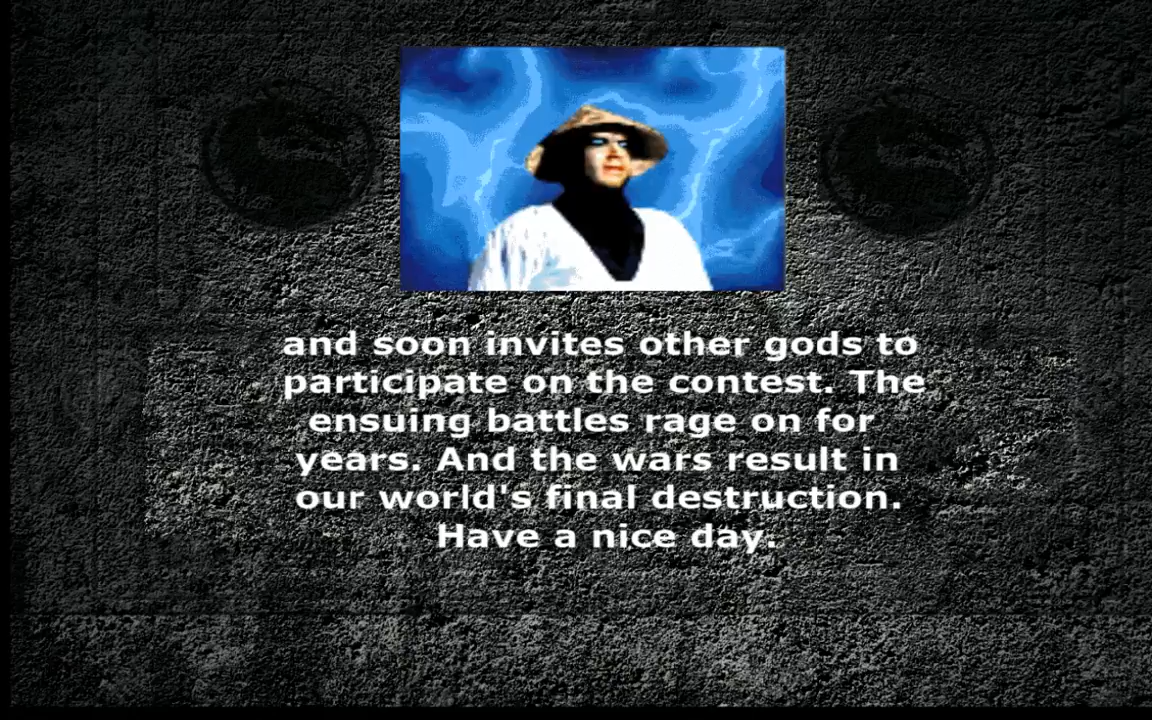 and soon invites other gods to
participate on the contest. The
ensuing battles rage on for
years. And the wars result in
our world's final destruction.
Have a nice day.